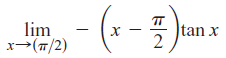 lim x→(π/2) − (x − π/2) tan x